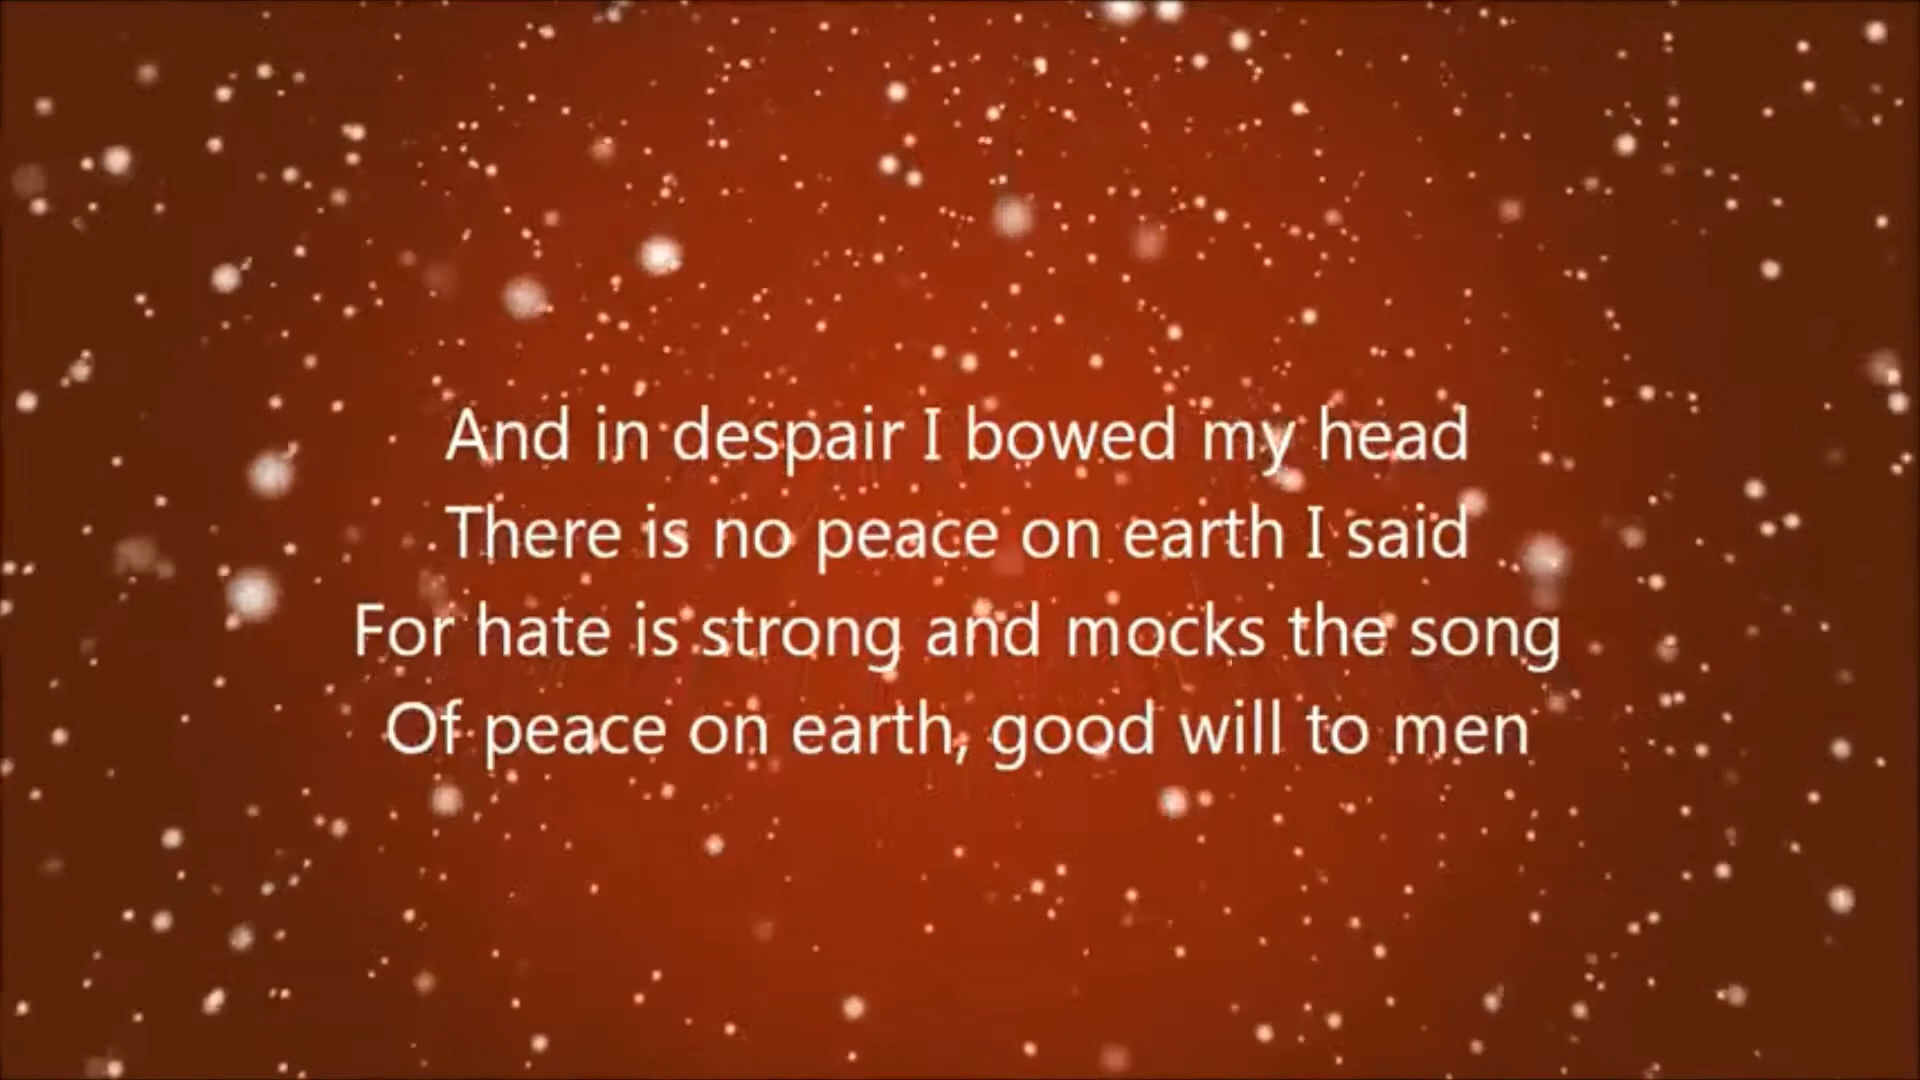 And in despair I bowed my head
There is no peace on earth I said
For hate is strong and mocks the song
Of peace on earth, good will to men